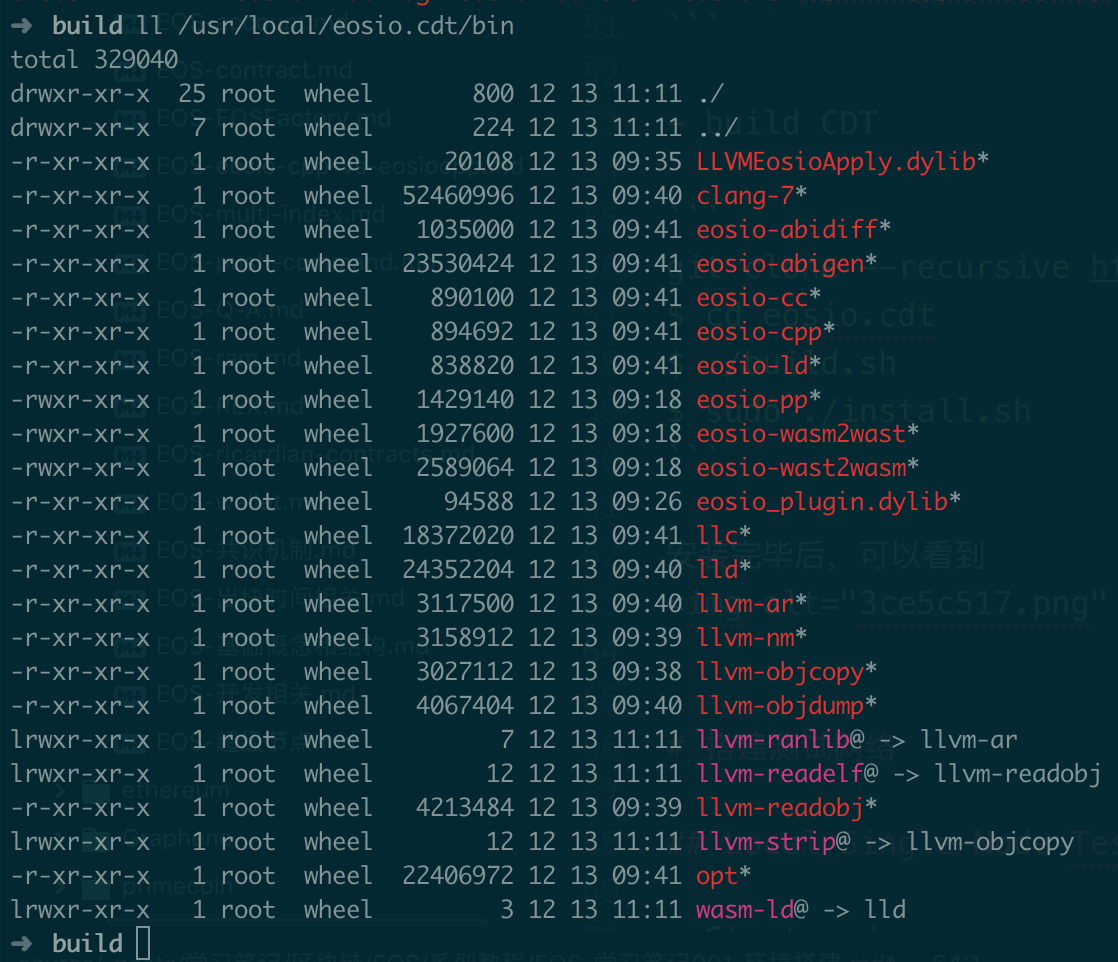 ➜  build ll /usr/local/eosio.cdt/bin
total 329040
drwxr-xr-x  25 root  wheel       800 12 13 11:11 ./
drwxr-xr-x   7 root  wheel       224 12 13 11:11 ../
-r-xr-xr-x   1 root  wheel     20108 12 13 09:35 LLVMEosioApply.dylib*
-r-xr-xr-x   1 root  wheel  52460996 12 13 09:40 clang-7*
-r-xr-xr-x   1 root  wheel   1035000 12 13 09:41 eosio-abidiff*
-r-xr-xr-x   1 root  wheel  23530424 12 13 09:41 eosio-abigen*
-r-xr-xr-x   1 root  wheel    890100 12 13 09:41 eosio-cc*
-r-xr-xr-x   1 root  wheel    894692 12 13 09:41 eosio-cpp*
-r-xr-xr-x   1 root  wheel    838820 12 13 09:41 eosio-ld*
-rwxr-xr-x   1 root  wheel   1429140 12 13 09:18 eosio-pp*
-rwxr-xr-x   1 root  wheel   1927600 12 13 09:18 eosio-wasm2wast*
-rwxr-xr-x   1 root  wheel   2589064 12 13 09:18 eosio-wast2wasm*
-r-xr-xr-x   1 root  wheel     94588 12 13 09:26 eosio_plugin.dylib*
-r-xr-xr-x   1 root  wheel  18372020 12 13 09:41 llc*
-r-xr-xr-x   1 root  wheel  24352204 12 13 09:40 lld*
-r-xr-xr-x   1 root  wheel   3117500 12 13 09:40 llvm-ar*
-r-xr-xr-x   1 root  wheel   3158912 12 13 09:39 llvm-nm*
-r-xr-xr-x   1 root  wheel   3027112 12 13 09:38 llvm-objcopy*
-r-xr-xr-x   1 root  wheel   4067404 12 13 09:40 llvm-objdump*
lrwxr-xr-x   1 root  wheel         7 12 13 11:11 llvm-ranlib@ -> llvm-ar
lrwxr-xr-x   1 root  wheel        12 12 13 11:11 llvm-readelf@ -> llvm-readobj
-r-xr-xr-x   1 root  wheel   4213484 12 13 09:39 llvm-readobj*
lrwxr-xr-x   1 root  wheel        12 12 13 11:11 llvm-strip@ -> llvm-objcopy
-r-xr-xr-x   1 root  wheel  22406972 12 13 09:41 opt*
lrwxr-xr-x   1 root  wheel         3 12 13 11:11 wasm-ld@ -> lld
➜  build